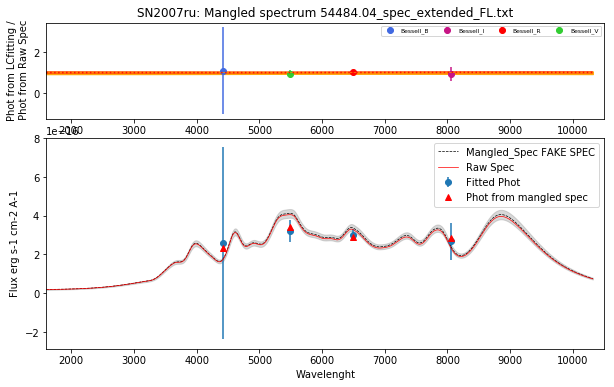 SN2007ru: Mangled spectrum 54484.04_spec_extended_FL.txt
Phot from LCfitting /
Phot from Raw Spec
2
0
Bessell_B
Bessell_I
Bessell_R
Bessell_V
2000 3000 4000 5000 6000 7000 8000 9000 10000
1e−16
Flux erg s-1 cm-2 A-1
8
6
4
2
0
−2
Mangled_Spec FAKE SPEC
Raw Spec
Fitted Phot
Phot from mangled spec
2000 3000 4000 5000 6000 7000 8000 9000 10000
Wavelenght